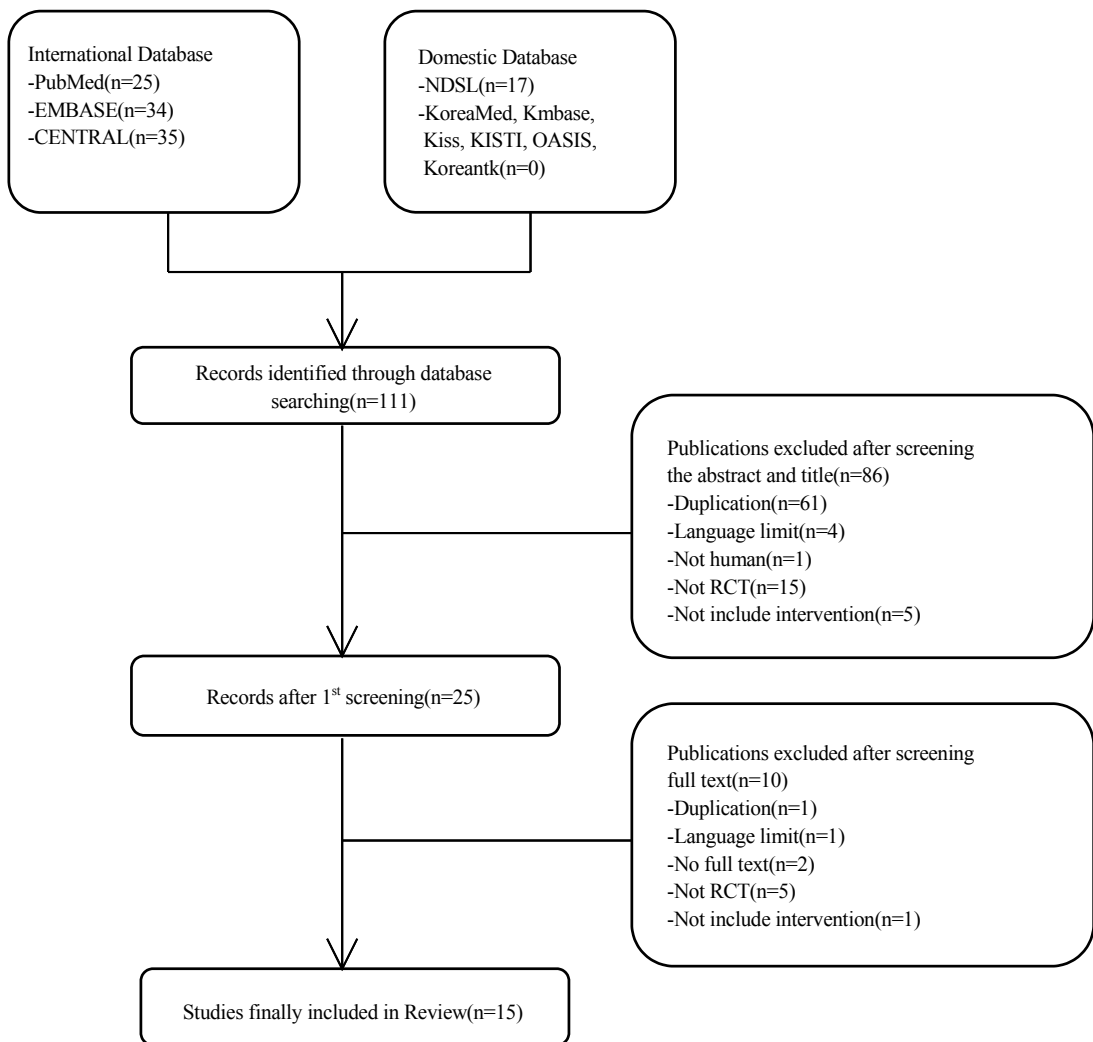 International Database
-PubMed(n=25)
-EMBASE(n=34)
-CENTRAL(n=35)
Domestic Database
-NDSL(n=17)
-KoreaMed, Kmbase,
Kiss, KISTI, OASIS,
Koreantk(n=0)
Records identified through database
searching(n=111)
Publications excluded after screening
the abstract and title(n=86)
-Duplication(n=61)
-Language limit(n=4)
-Not human(n=1)
-Not RCT(n=15)
-Not include intervention(n=5)
Records after 1st screening(n=25)
Publications excluded after screening
full text(n=10)
-Duplication(n=1)
-Language limit(n=1)
-No full text(n=2)
-Not RCT(n=5)
-Not include intervention(n=1)
Studies finally included in Review(n=15)